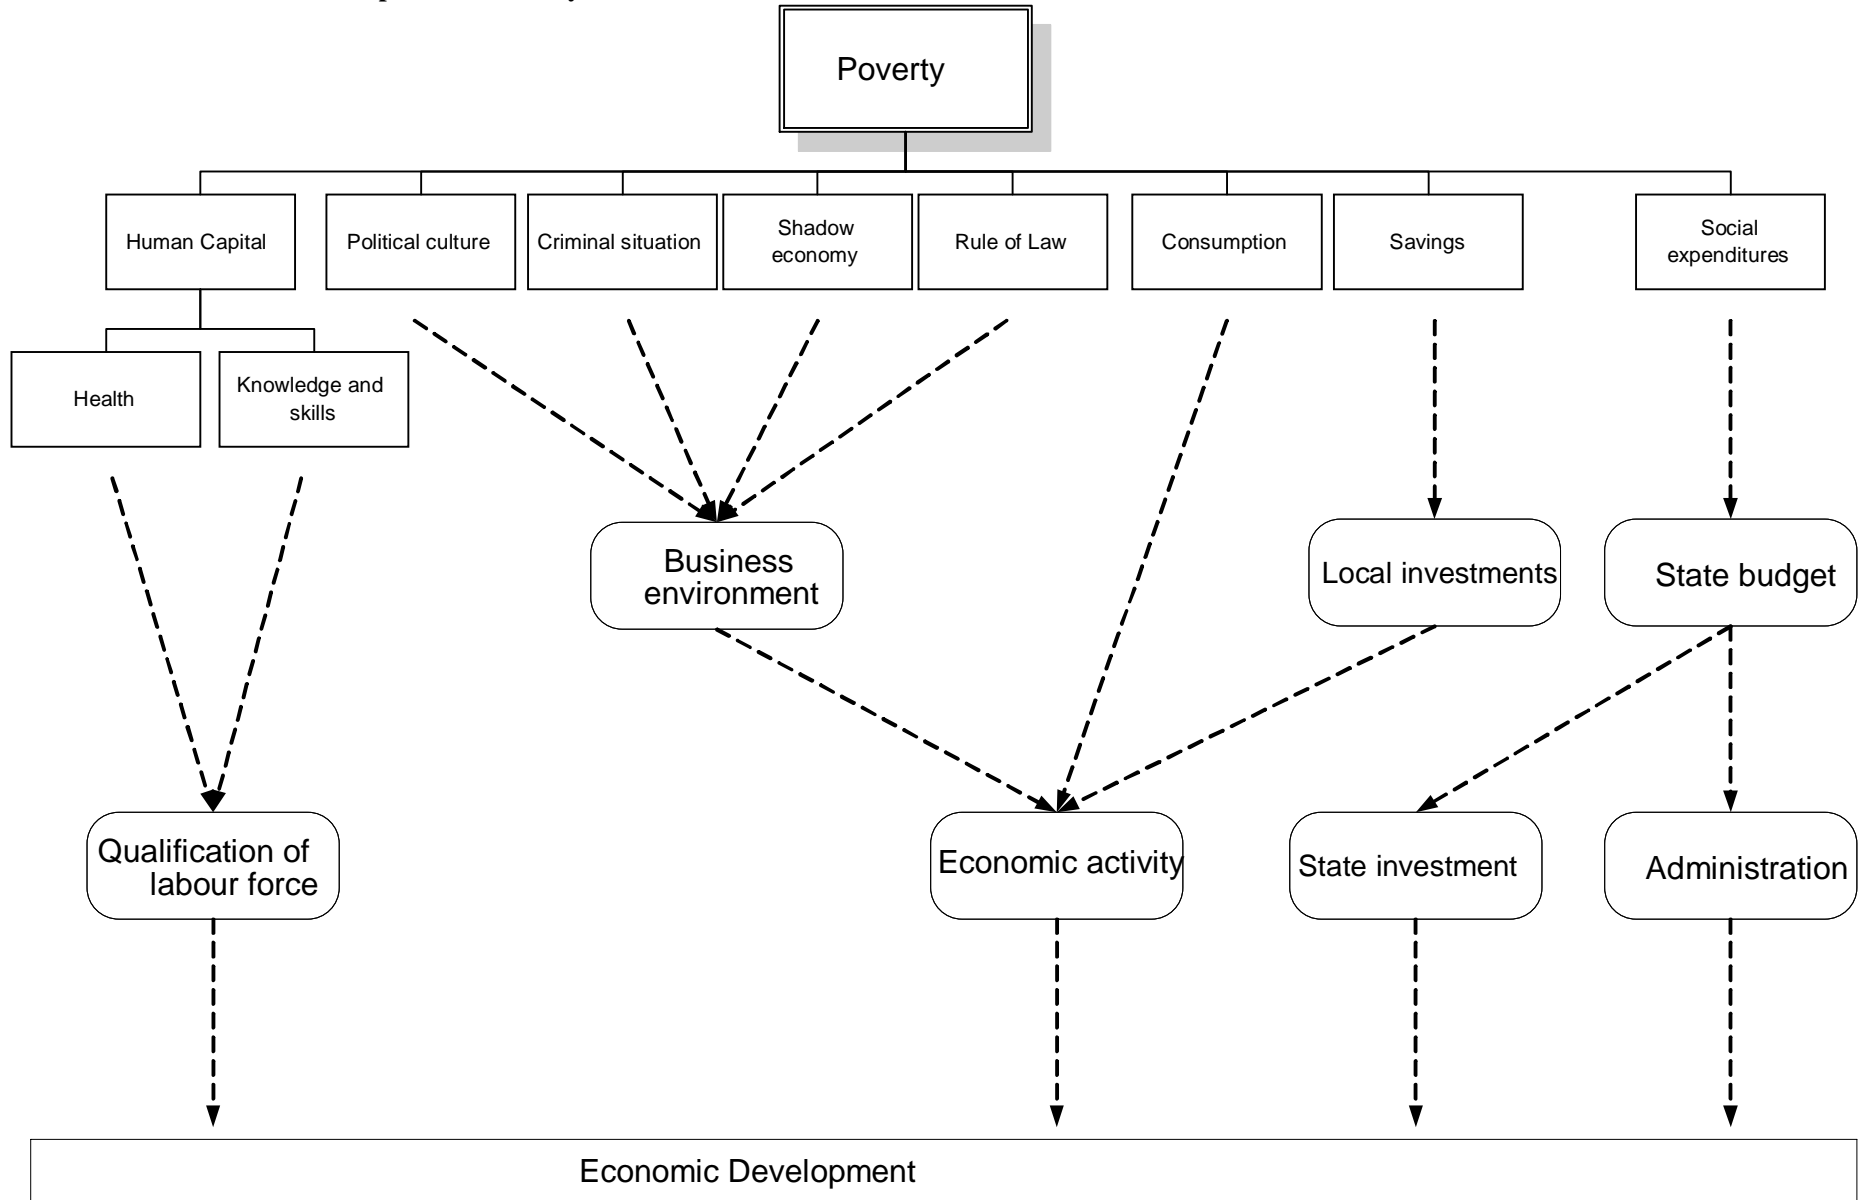 Poverty
Human Capital
Political culture
Criminal situation
Shadow
economy
Rule of Law
Consumption
Savings
Social
expenditures
Health
Knowledge and
skills
Business
environment
Local investments
State budget
Qualification of
labour force
Economic activity
State investment
Administration
Economic Development